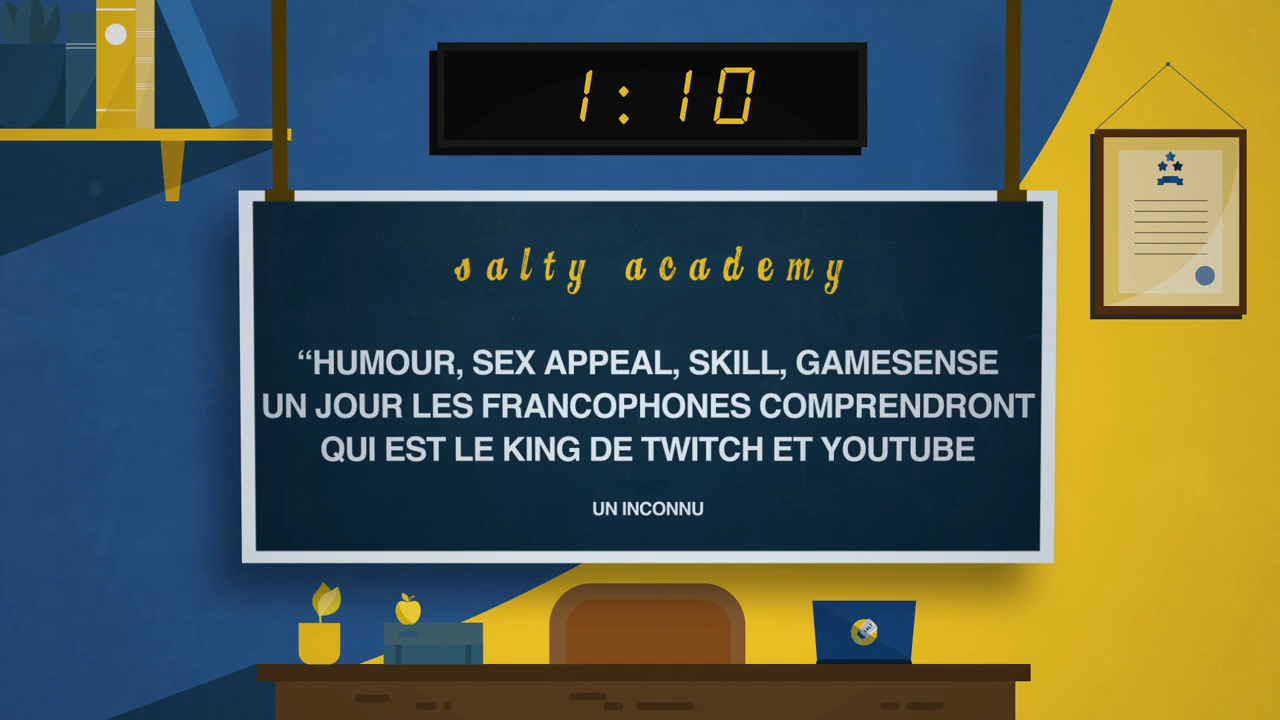 1:10
salty academy
“HUMOUR, SEX APPEAL, SKILL, GAMESENSE
UN JOUR LES FRANCOPHONES COMPRENDRONT
QUI EST LE KING DE TWITCH ET YOUTUBE
UN INCONNU